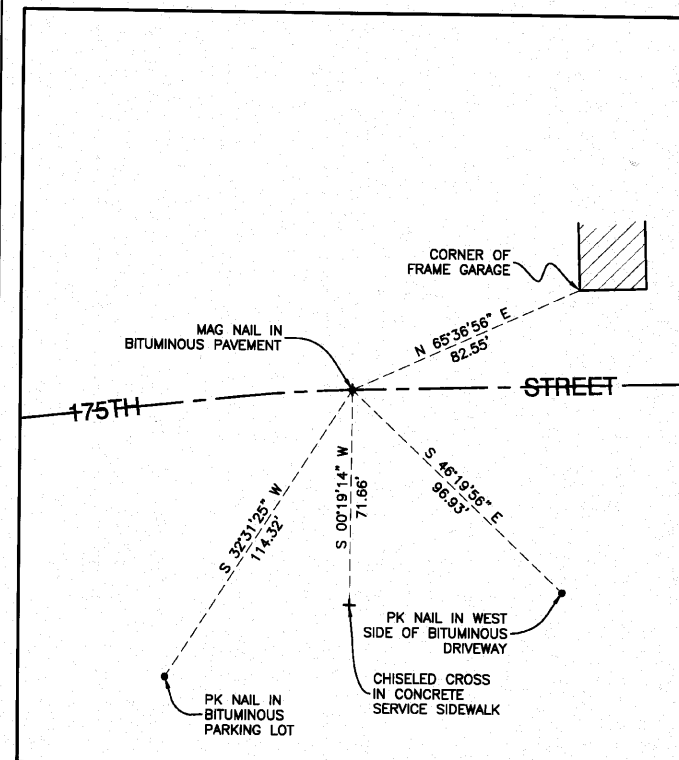 CORNER OF
FRAME GARAGE
N 65°36'56" E
82.55'
MAG NAIL IN
BITUMINOUS PAVEMENT
175TH
STREET
S 32°31'25" W
114.32'
S 00°19'14" W
71.66'
S 46°19'56" E
96.93'
PK NAIL IN WEST
SIDE OF BITUMINOUS
DRIVEWAY
CHISELED CROSS
IN CONCRETE
SERVICE SIDEWALK
PK NAIL IN
BITUMINOUS
PARKING LOT